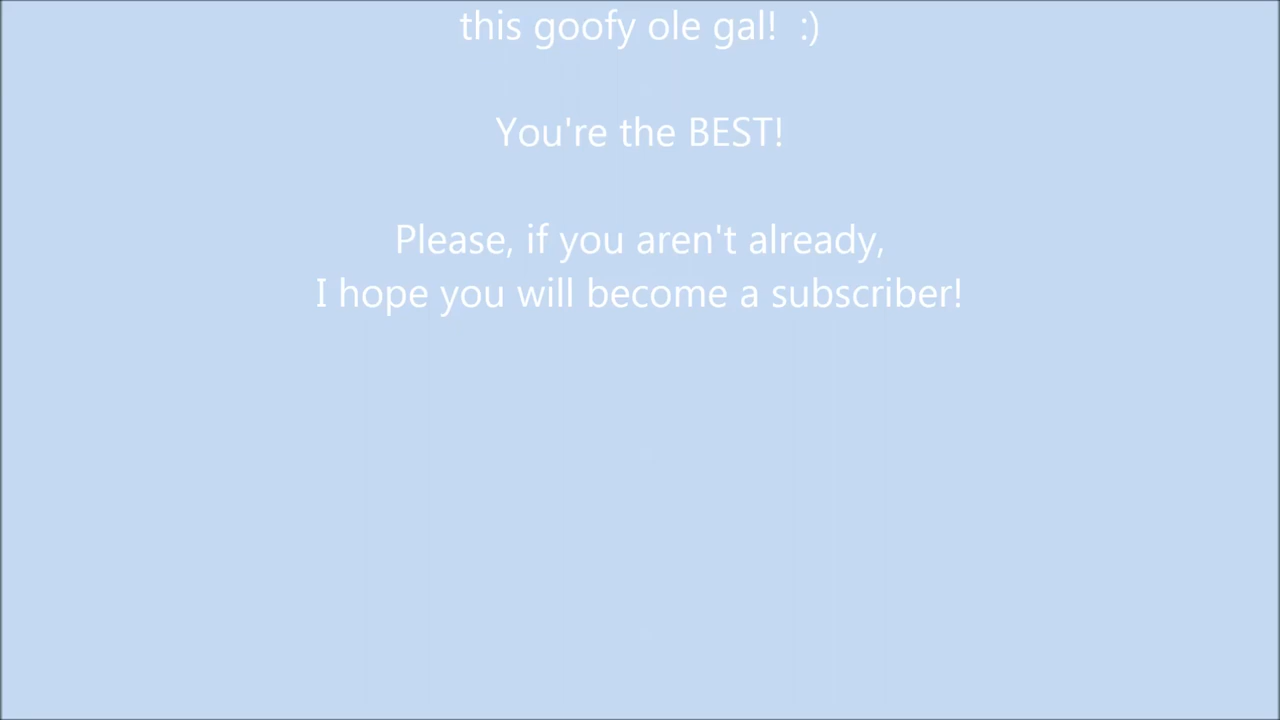 this goofy ole gal!  :)
You're the BEST!
Please, if you aren't already,
I hope you will become a subscriber!